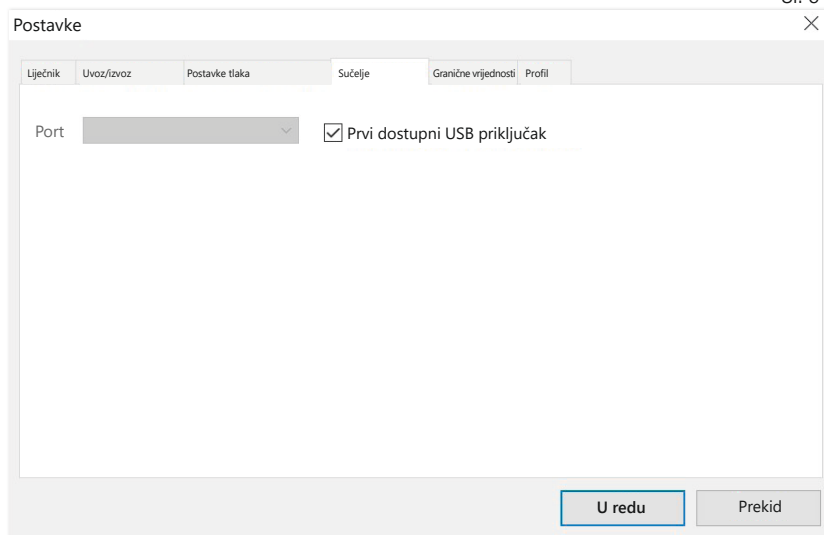 Postavke
Liječnik Uvoz/izvoz Postavke tlaka Sučelje Granične vrijednosti Profil
Port Prvi dostupni USB priključak
U redu Prekid